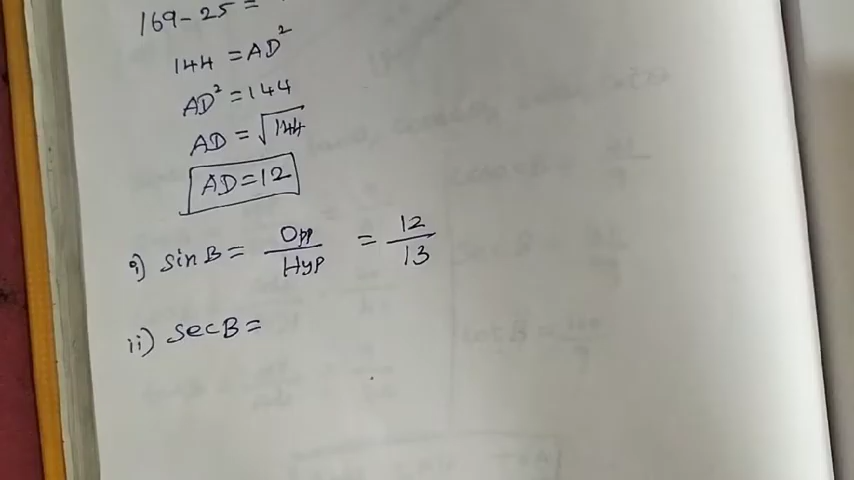 169-25 =
144 = AD²
AD² = 144
AD = √144
AD = 12
i) sin B = Opp/Hyp = 12/13
ii) sec B =